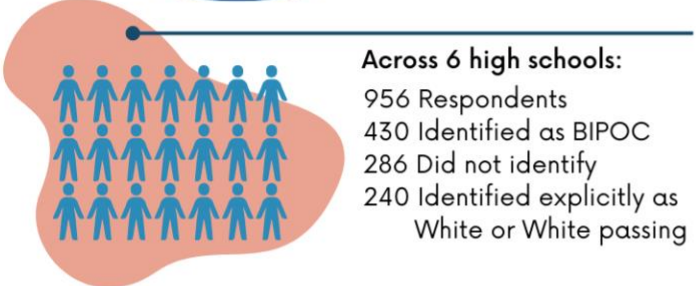 Across 6 high schools:
956 Respondents
430 Identified as BIPOC
286 Did not identify
240 Identified explicitly as
White or White passing